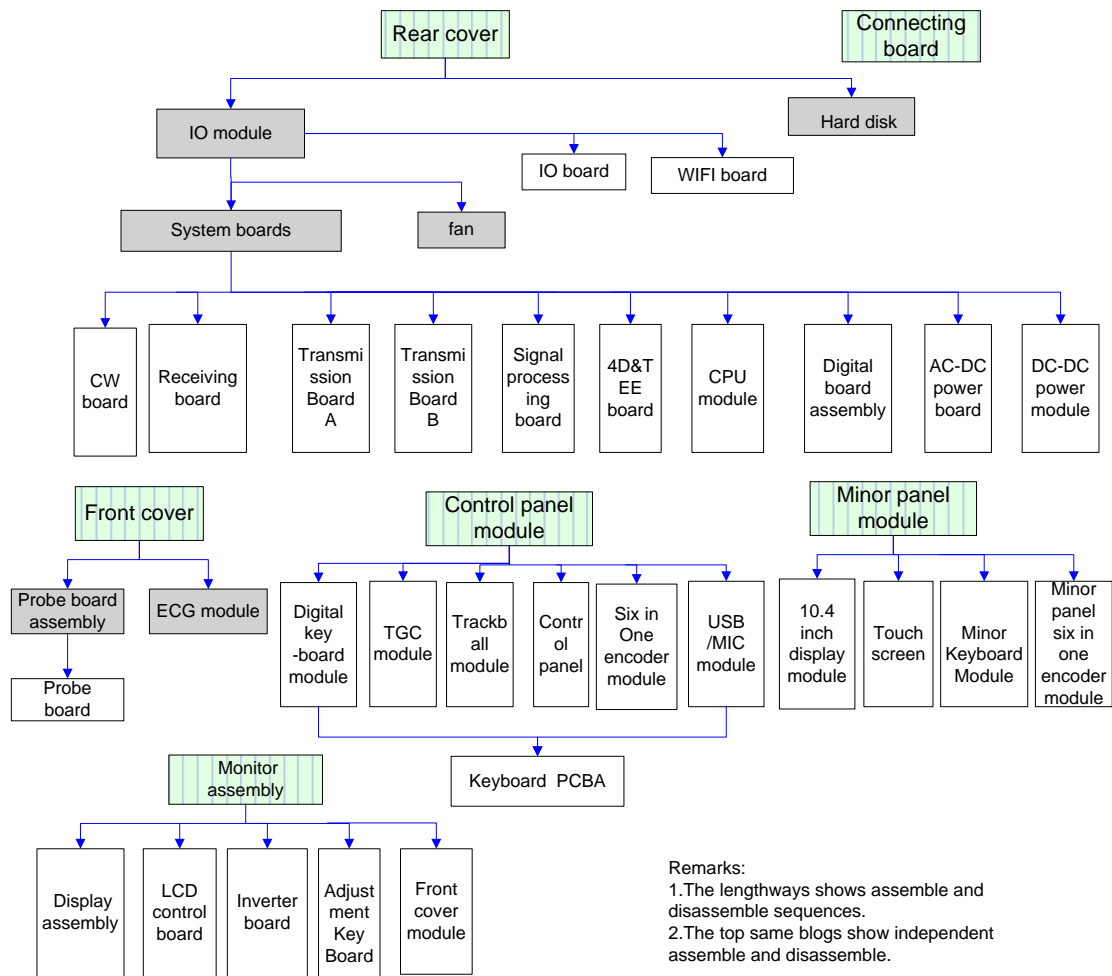 Rear cover
Connecting
board
IO module
Hard disk
IO board
WIFI board
System boards
fan
CW
board
Receiving
board
Transmi
ssion
Board
A
Transmi
ssion
Board
B
Signal
process
ing
board
4D&T
EE
board
CPU
module
Digital
board
assembly
AC-DC
power
board
DC-DC
power
module
Front cover
Control panel
module
Minor panel
module
Probe board
assembly
ECG module
Probe
board
Digital
key
-board
module
TGC
module
Trackb
all
module
Contr
ol
panel
Six in
One
encoder
module
USB
/MIC
module
10.4
inch
display
module
Touch
screen
Minor
Keyboard
Module
Minor
panel
six in
one
encoder
module
Keyboard PCBA
Monitor
assembly
Display
assembly
LCD
control
board
Inverter
board
Adjust
ment
Key
Board
Front
cover
module
Remarks:
1.The lengthways shows assemble and
disassemble sequences.
2.The top same blogs show independent
assemble and disassemble.